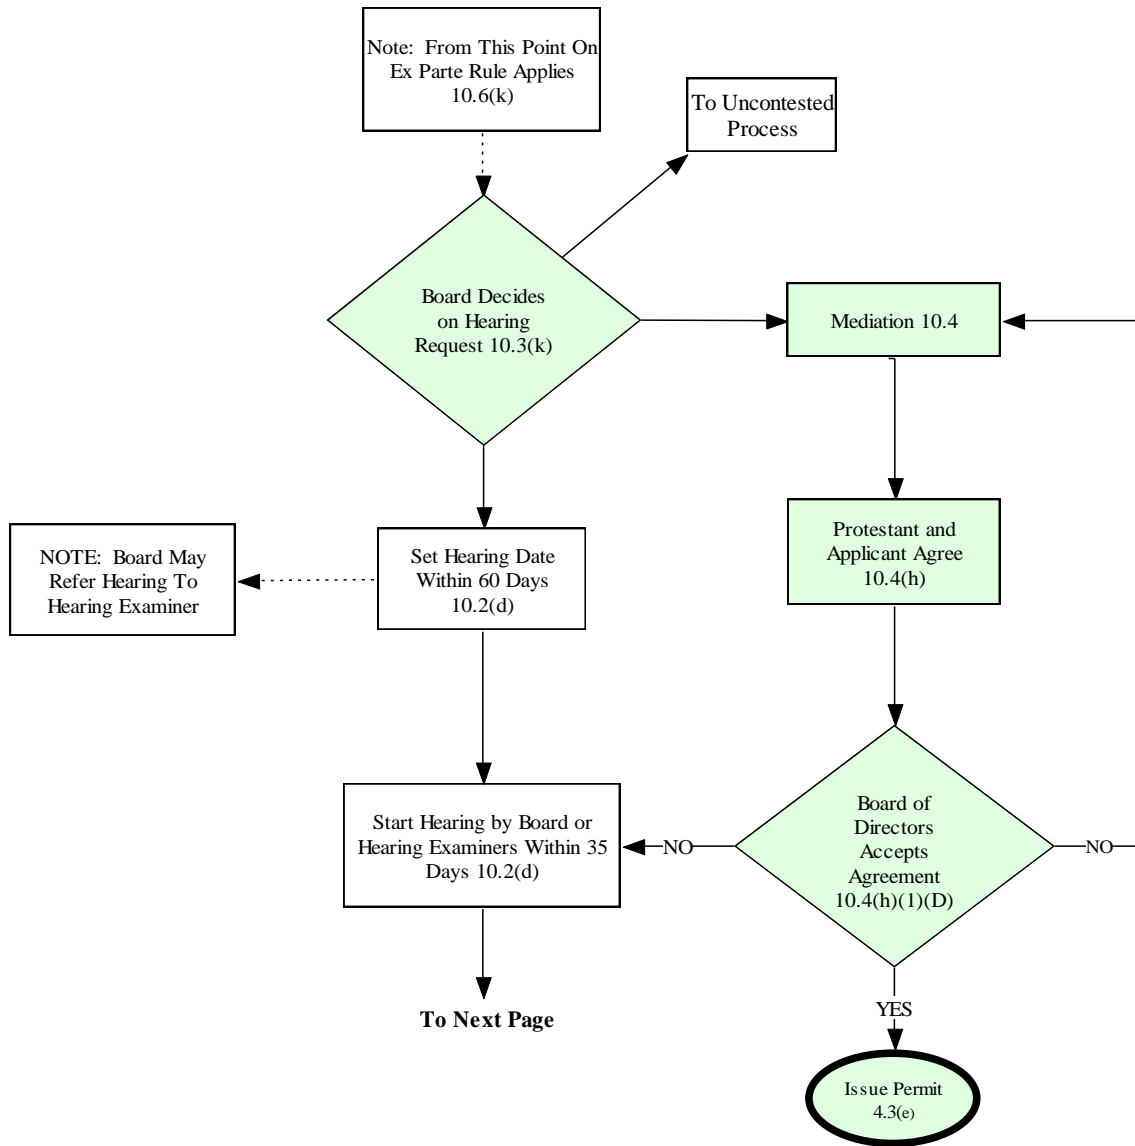 Note: From This Point On
Ex Parte Rule Applies
10.6(k)
To Uncontested
Process
Board Decides
on Hearing
Request 10.3(k)
Mediation 10.4
NOTE: Board May
Refer Hearing To
Hearing Examiner
Set Hearing Date
Within 60 Days
10.2(d)
Protestant and
Applicant Agree
10.4(h)
Start Hearing by Board or
Hearing Examiners Within 35
Days 10.2(d)
NO
Board of
Directors
Accepts
Agreement
10.4(h)(1)(D)
NO
YES
To Next Page
Issue Permit
4.3(e)